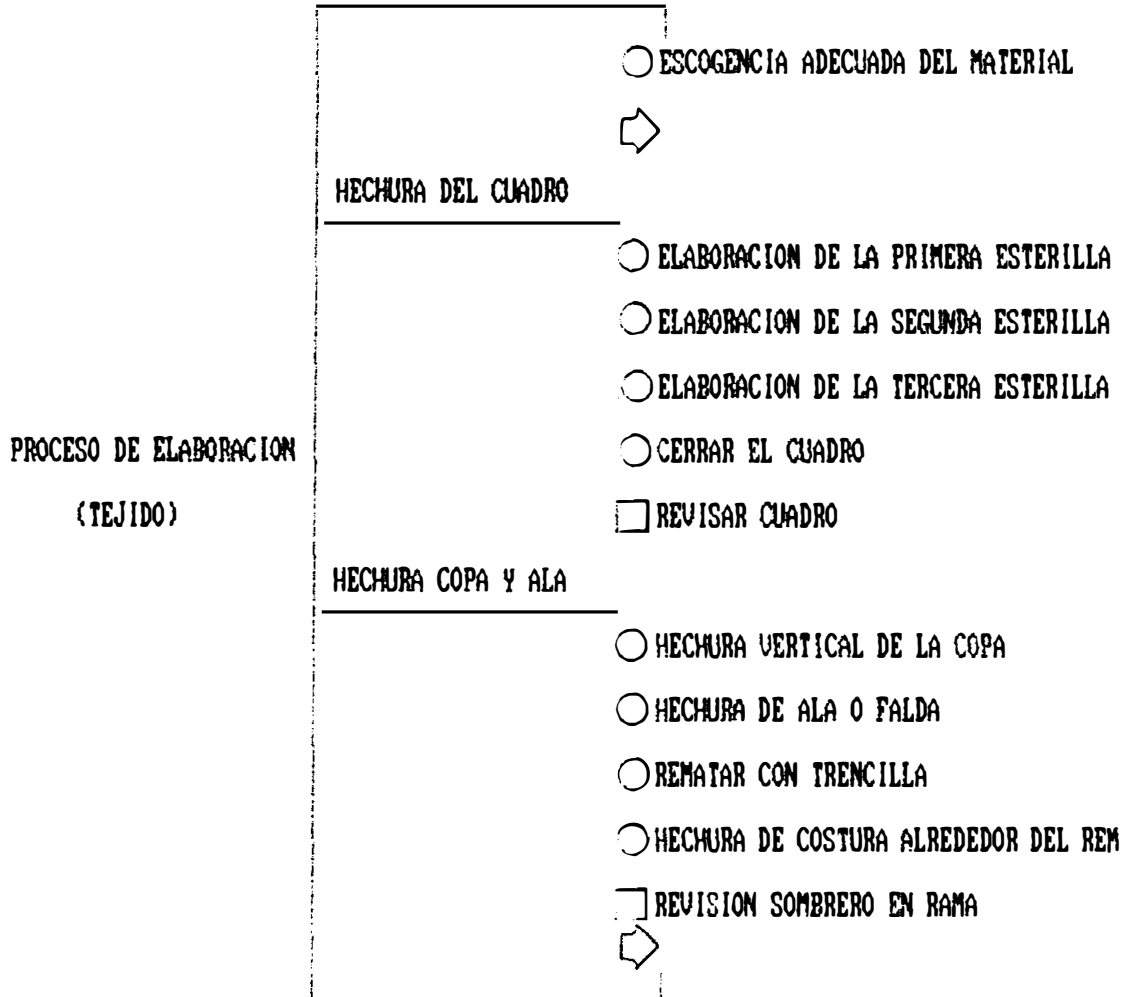 ESCOGENCIA ADECUADA DEL MATERIAL
HECHURA DEL CUADRO
ELABORACION DE LA PRIMERA ESTERILLA
ELABORACION DE LA SEGUNDA ESTERILLA
ELABORACION DE LA TERCERA ESTERILLA
PROCESO DE ELABORACION
CERRAR EL CUADRO
(TEJIDO)
REVISAR CUADRO
HECHURA COPA Y ALA
HECHURA VERTICAL DE LA COPA
HECHURA DE ALA O FALDA
REMATAR CON TRENCILLA
HECHURA DE COSTURA ALREDEDOR DEL REM
REVISION SOMBRERO EN RAMA